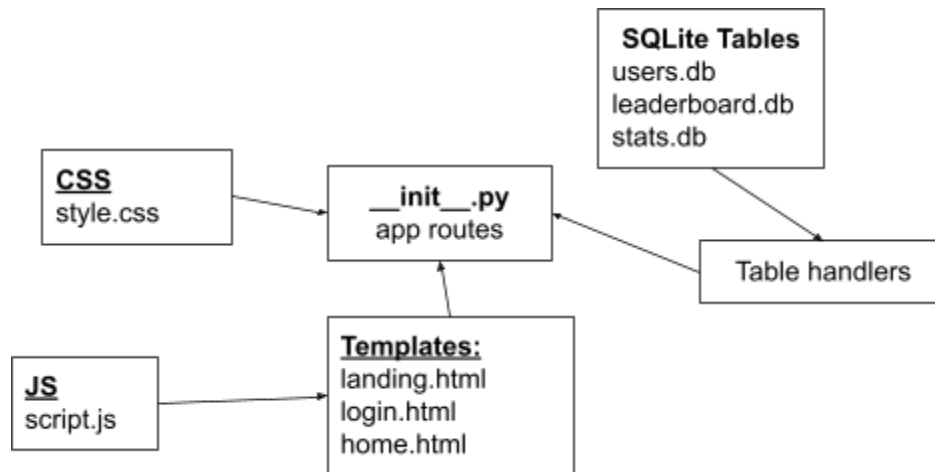 SQLite Tables
users.db
leaderboard.db
stats.db
CSS
style.css
__init__.py
app routes
Table handlers
Templates:
landing.html
login.html
home.html
JS
script.js